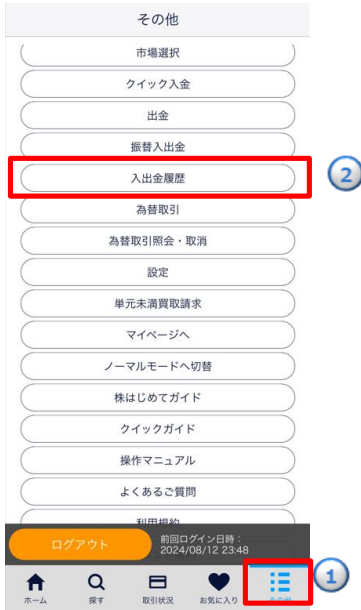 その他
市場選択
クイック入金
出金
振替入出金
入出金履歴
2
為替取引
為替取引照会・取消
設定
単元未満買取請求
マイページへ
ノーマルモードへ切替
株はじめてガイド
クイックガイド
操作マニュアル
よくあるご質問
利用規約
ログアウト
前回ログイン日時：
2024/08/12 23:48
1
ホーム
探す
取引状況
お気に入り
その他